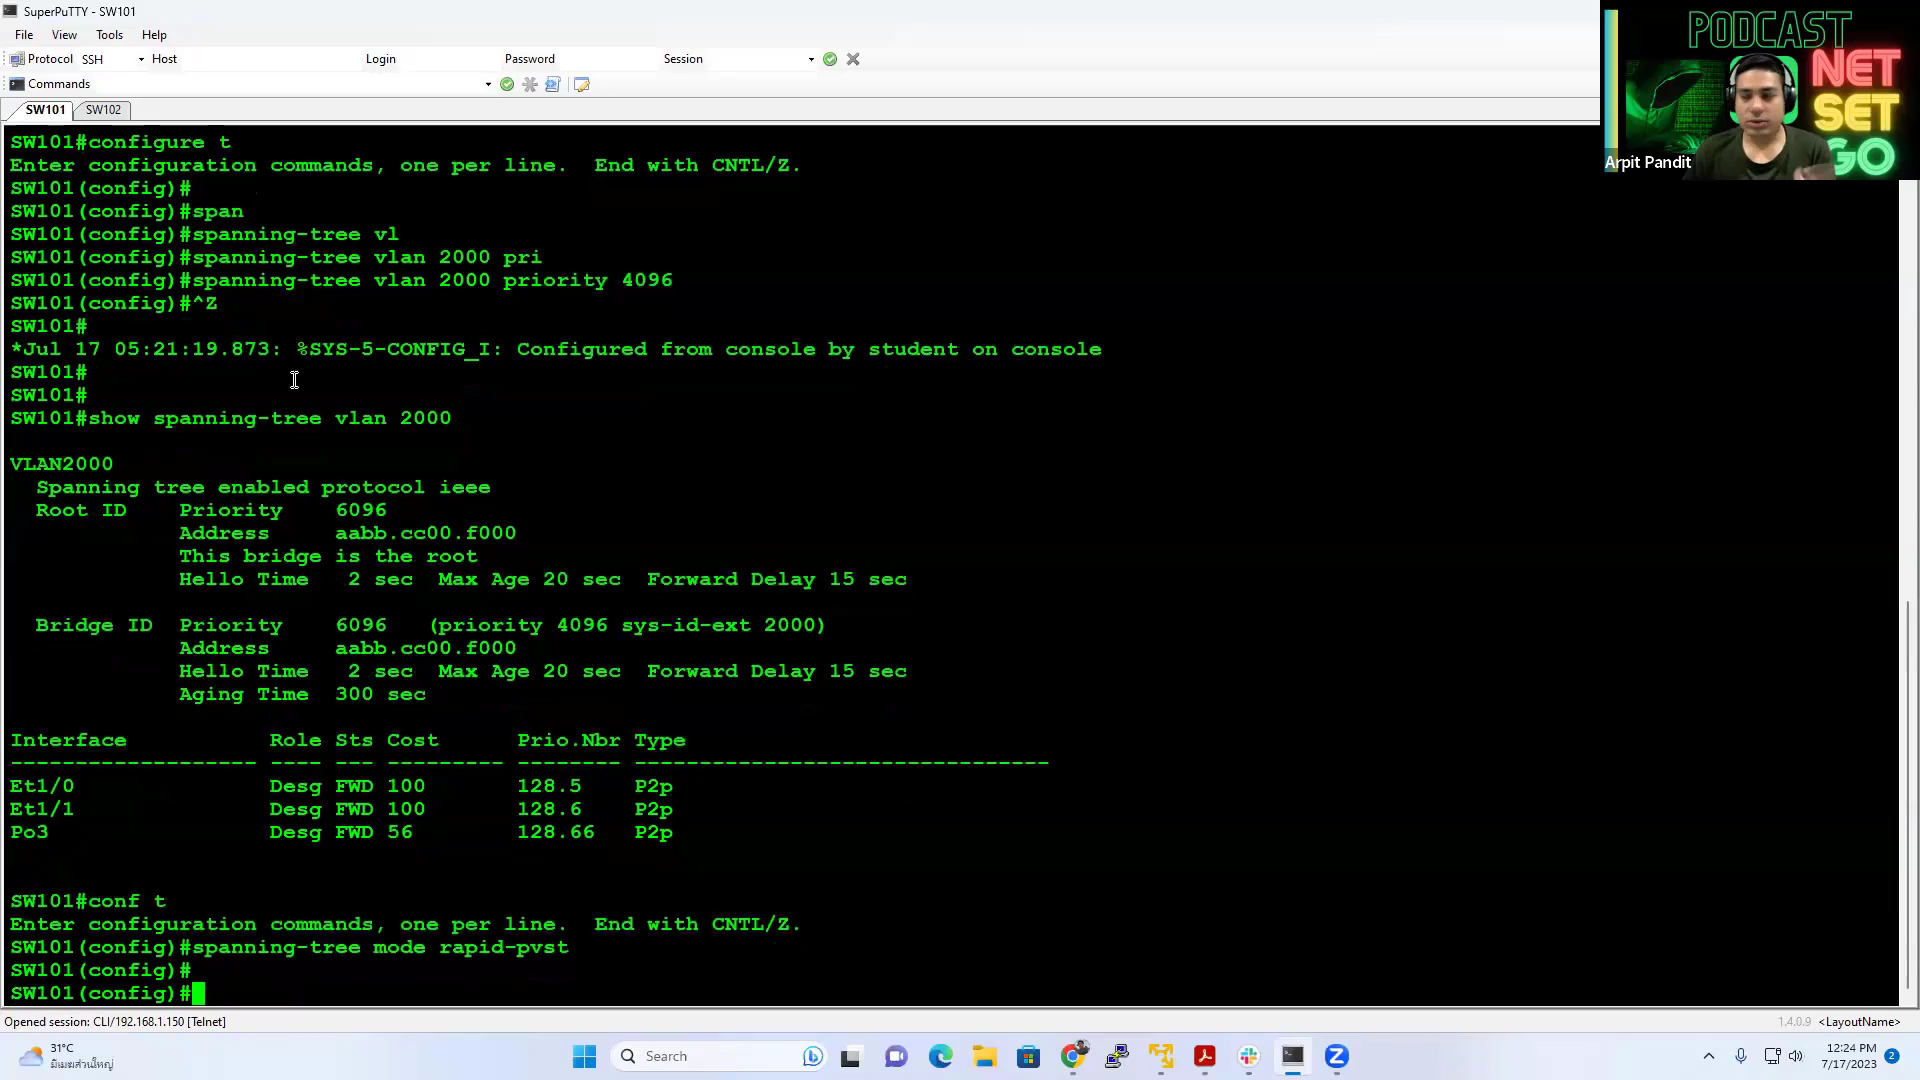 SuperPuTTY - SW101
File View Tools Help
Protocol SSH Host Login Password Session
Commands
SW101 SW102
PODCAST
NET
SET
GO
Arpit Pandit
SW101#configure t
Enter configuration commands, one per line.  End with CNTL/Z.
SW101(config)#
SW101(config)#span
SW101(config)#spanning-tree vl
SW101(config)#spanning-tree vlan 2000 pri
SW101(config)#spanning-tree vlan 2000 priority 4096
SW101(config)#^Z
SW101#
*Jul 17 05:21:19.873: %SYS-5-CONFIG_I: Configured from console by student on console
SW101#
SW101#
SW101#show spanning-tree vlan 2000
VLAN2000
Spanning tree enabled protocol ieee
Root ID    Priority    6096
Address    aabb.cc00.f000
This bridge is the root
Hello Time   2 sec  Max Age 20 sec  Forward Delay 15 sec
Bridge ID  Priority    6096   (priority 4096 sys-id-ext 2000)
Address    aabb.cc00.f000
Hello Time   2 sec  Max Age 20 sec  Forward Delay 15 sec
Aging Time  300 sec
Interface           Role Sts Cost      Prio.Nbr Type
------------------- ---- --- --------- -------- --------------------------------
Et1/0               Desg FWD 100       128.5    P2p
Et1/1               Desg FWD 100       128.6    P2p
Po3                 Desg FWD 56        128.66   P2p
SW101#conf t
Enter configuration commands, one per line.  End with CNTL/Z.
SW101(config)#spanning-tree mode rapid-pvst
SW101(config)#
SW101(config)#
Opened session: CLI/192.168.1.150 [Telnet] 1.4.0.9 <LayoutName>
31°C
มีเมฆส่วนใหญ่
Search
12:24 PM
7/17/2023
2